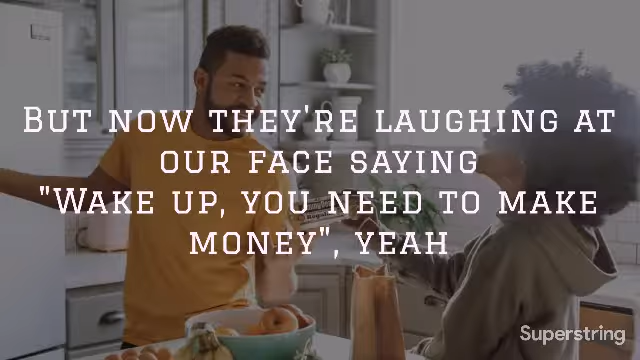 But now they're laughing at
our face saying
"Wake up, you need to make
money", yeah
Superstring